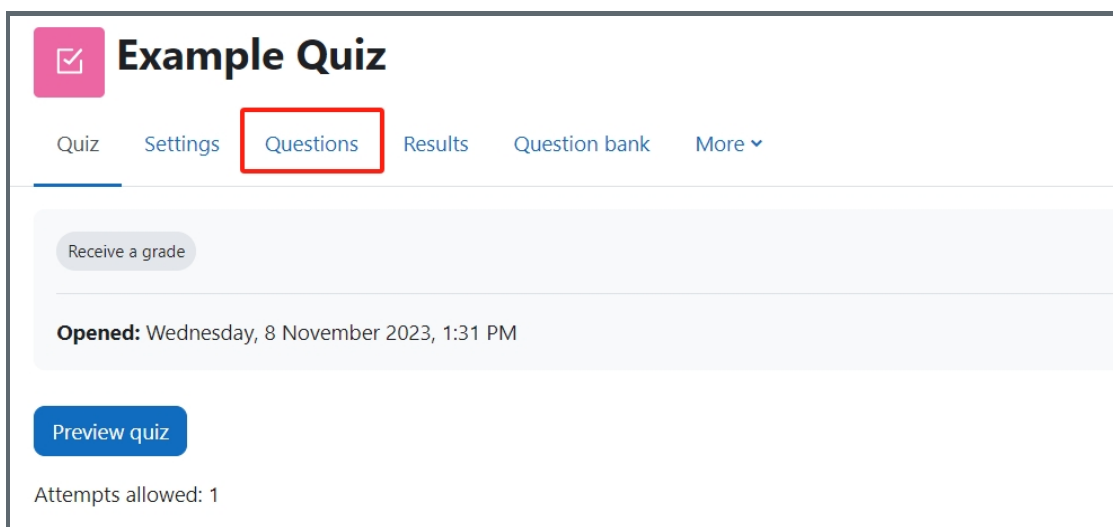 Example Quiz
Quiz Settings Questions Results Question bank More
Receive a grade
Opened: Wednesday, 8 November 2023, 1:31 PM
Preview quiz
Attempts allowed: 1